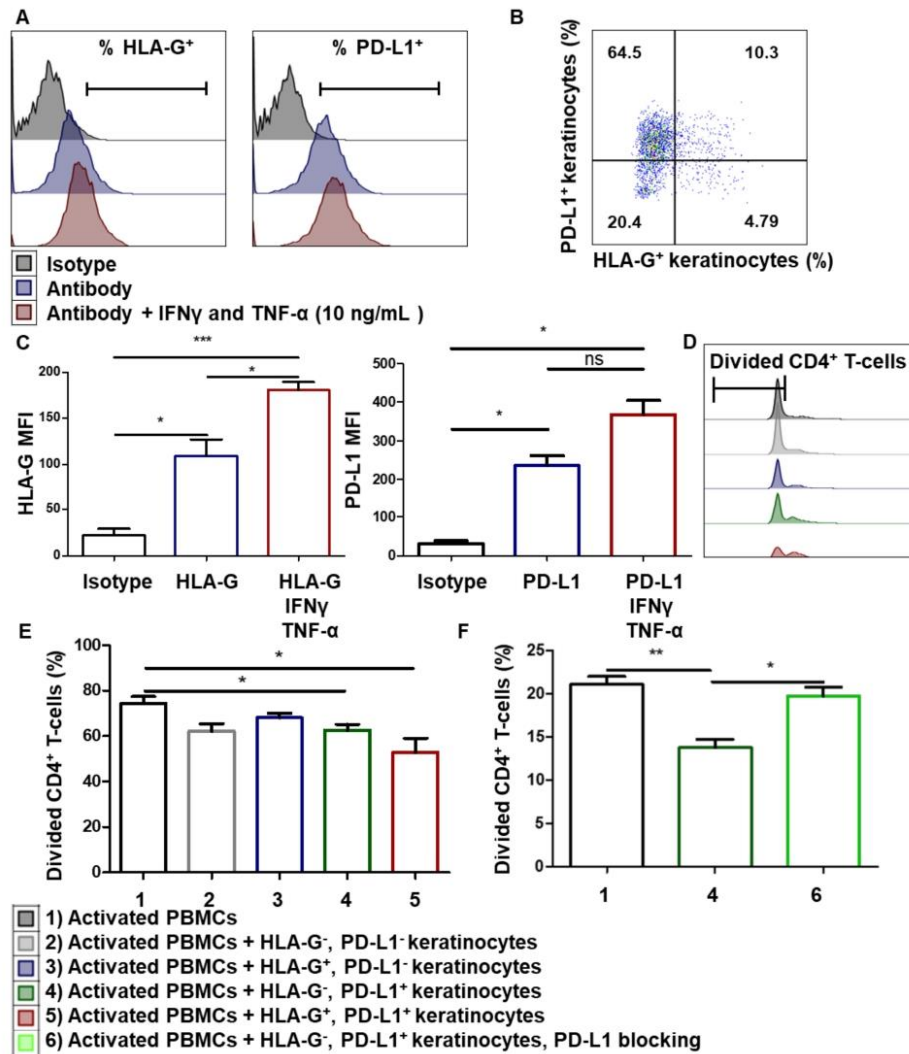 A
% HLA-G⁺
% PD-L1⁺
Isotype
Antibody
Antibody + IFNγ and TNF-α (10 ng/mL)
B
PD-L1⁺ keratinocytes (%)
64.5
10.3
20.4
4.79
HLA-G⁺ keratinocytes (%)
C
HLA-G MFI
200
150
100
50
0
***
*
*
Isotype
HLA-G
HLA-G
IFNγ
TNF-α
PD-L1 MFI
500
400
300
200
100
0
*
ns
*
Isotype
PD-L1
PD-L1
IFNγ
TNF-α
D
Divided CD4⁺ T-cells
E
Divided CD4⁺ T-cells (%)
100
80
60
40
20
0
*
*
1
2
3
4
5
F
Divided CD4⁺ T-cells (%)
25
20
15
10
5
0
**
*
1
4
6
1) Activated PBMCs
2) Activated PBMCs + HLA-G⁻, PD-L1⁻ keratinocytes
3) Activated PBMCs + HLA-G⁺, PD-L1⁻ keratinocytes
4) Activated PBMCs + HLA-G⁻, PD-L1⁺ keratinocytes
5) Activated PBMCs + HLA-G⁺, PD-L1⁺ keratinocytes
6) Activated PBMCs + HLA-G⁻, PD-L1⁺ keratinocytes, PD-L1 blocking